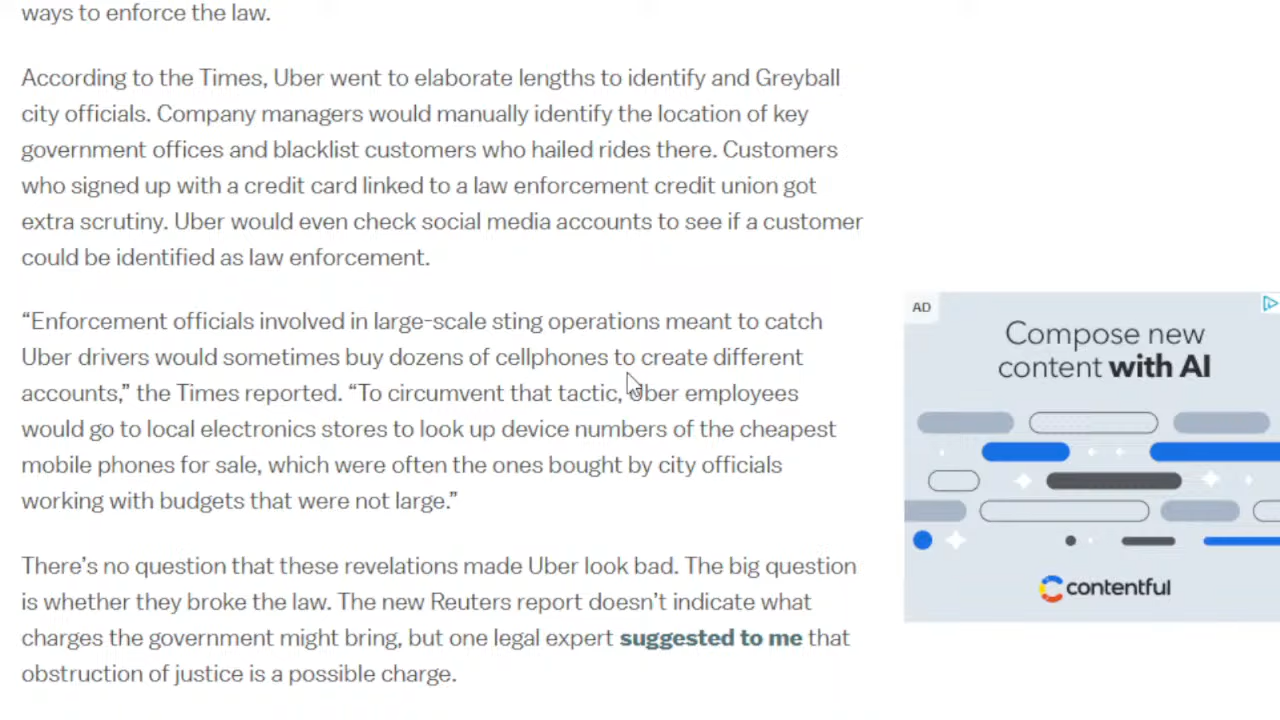 ways to enforce the law.
According to the Times, Uber went to elaborate lengths to identify and Greyball
city officials. Company managers would manually identify the location of key
government offices and blacklist customers who hailed rides there. Customers
who signed up with a credit card linked to a law enforcement credit union got
extra scrutiny. Uber would even check social media accounts to see if a customer
could be identified as law enforcement.
“Enforcement officials involved in large-scale sting operations meant to catch
Uber drivers would sometimes buy dozens of cellphones to create different
accounts,” the Times reported. “To circumvent that tactic, Uber employees
would go to local electronics stores to look up device numbers of the cheapest
mobile phones for sale, which were often the ones bought by city officials
working with budgets that were not large.”
There’s no question that these revelations made Uber look bad. The big question
is whether they broke the law. The new Reuters report doesn’t indicate what
charges the government might bring, but one legal expert suggested to me that
obstruction of justice is a possible charge.
AD
Compose new
content with AI
contentful